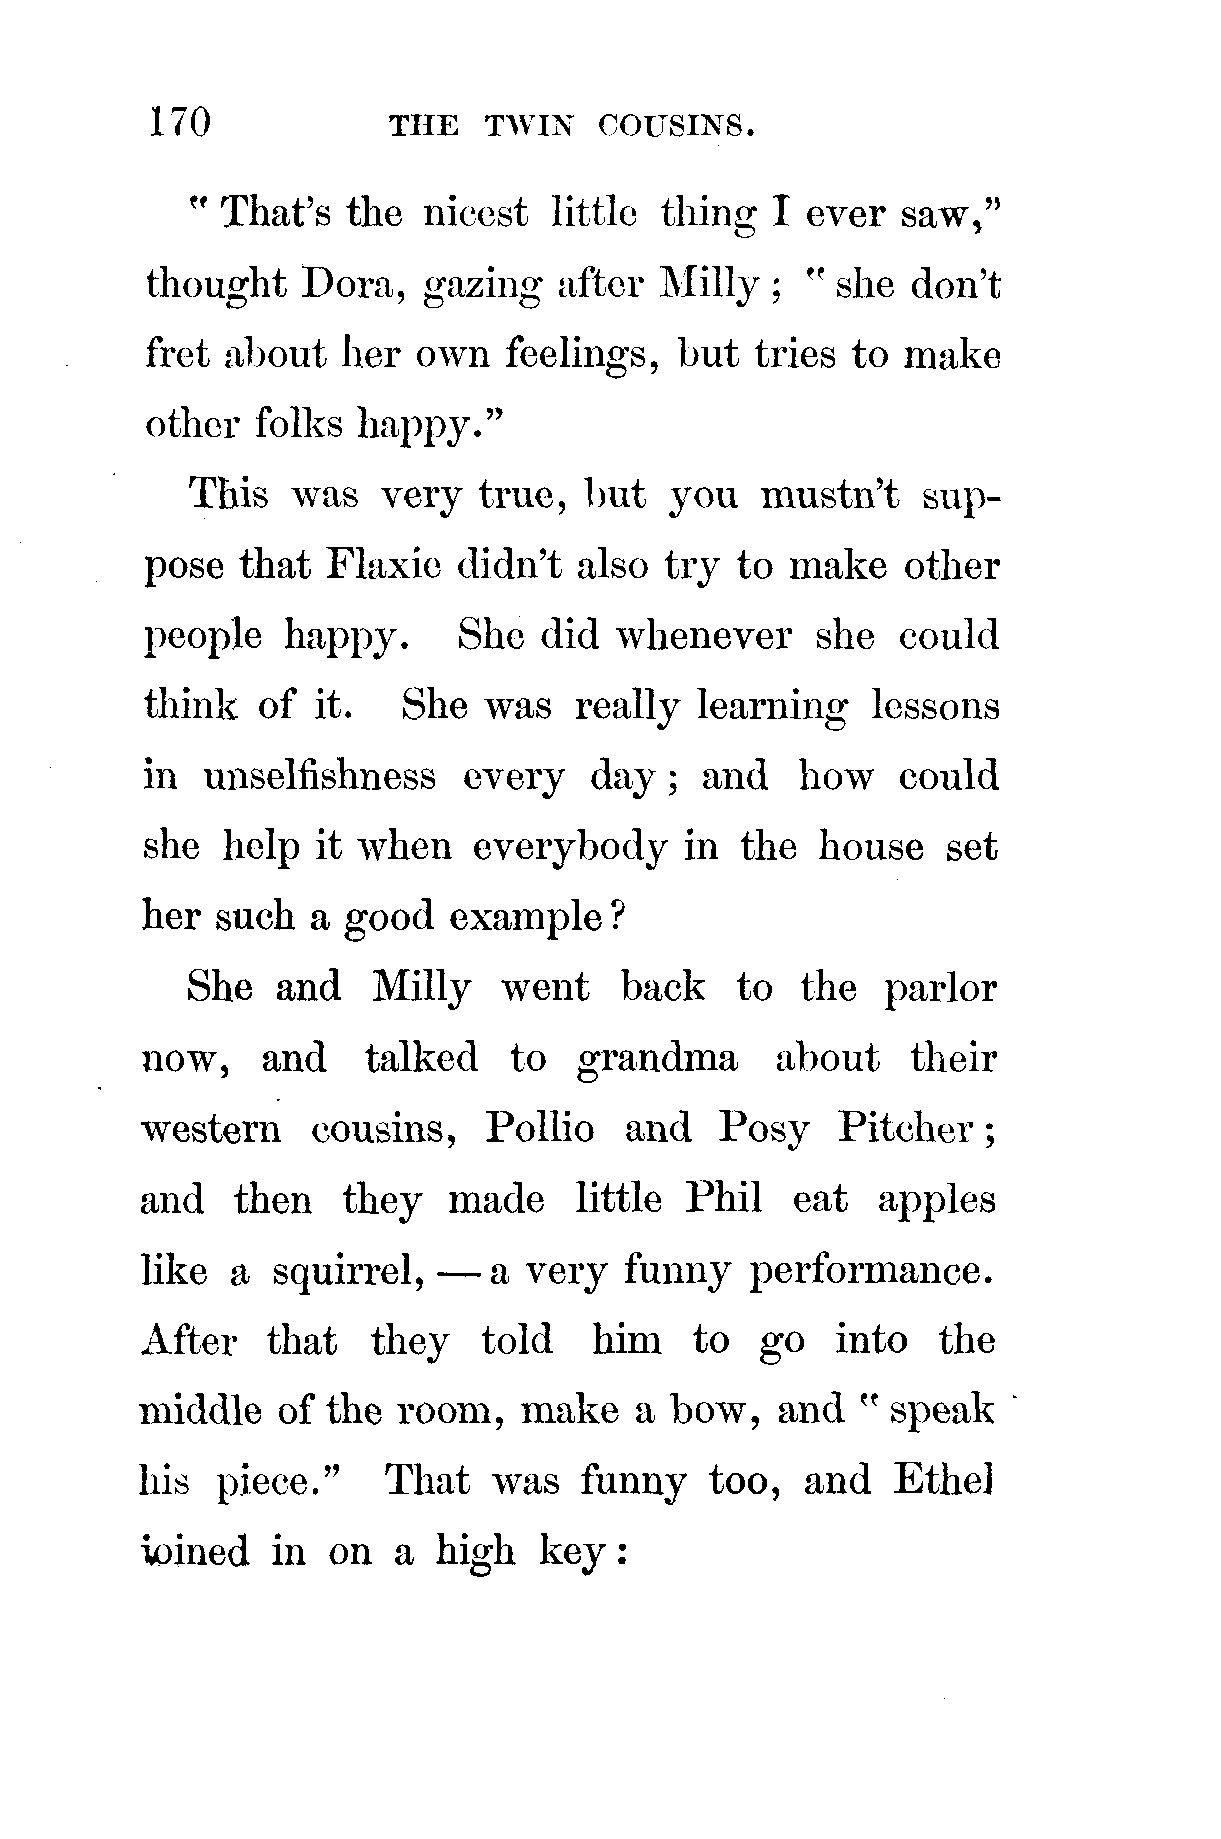 170 THE TWIN COUSINS.
"That's the nicest little thing I ever saw,"
thought Dora, gazing after Milly; "she don't
fret about her own feelings, but tries to make
other folks happy."
This was very true, but you mustn't sup-
pose that Flaxie didn't also try to make other
people happy. She did whenever she could
think of it. She was really learning lessons
in unselfishness every day; and how could
she help it when everybody in the house set
her such a good example?
She and Milly went back to the parlor
now, and talked to grandma about their
western cousins, Pollio and Posy Pitcher;
and then they made little Phil eat apples
like a squirrel, — a very funny performance.
After that they told him to go into the
middle of the room, make a bow, and "speak
his piece." That was funny too, and Ethel
joined in on a high key: